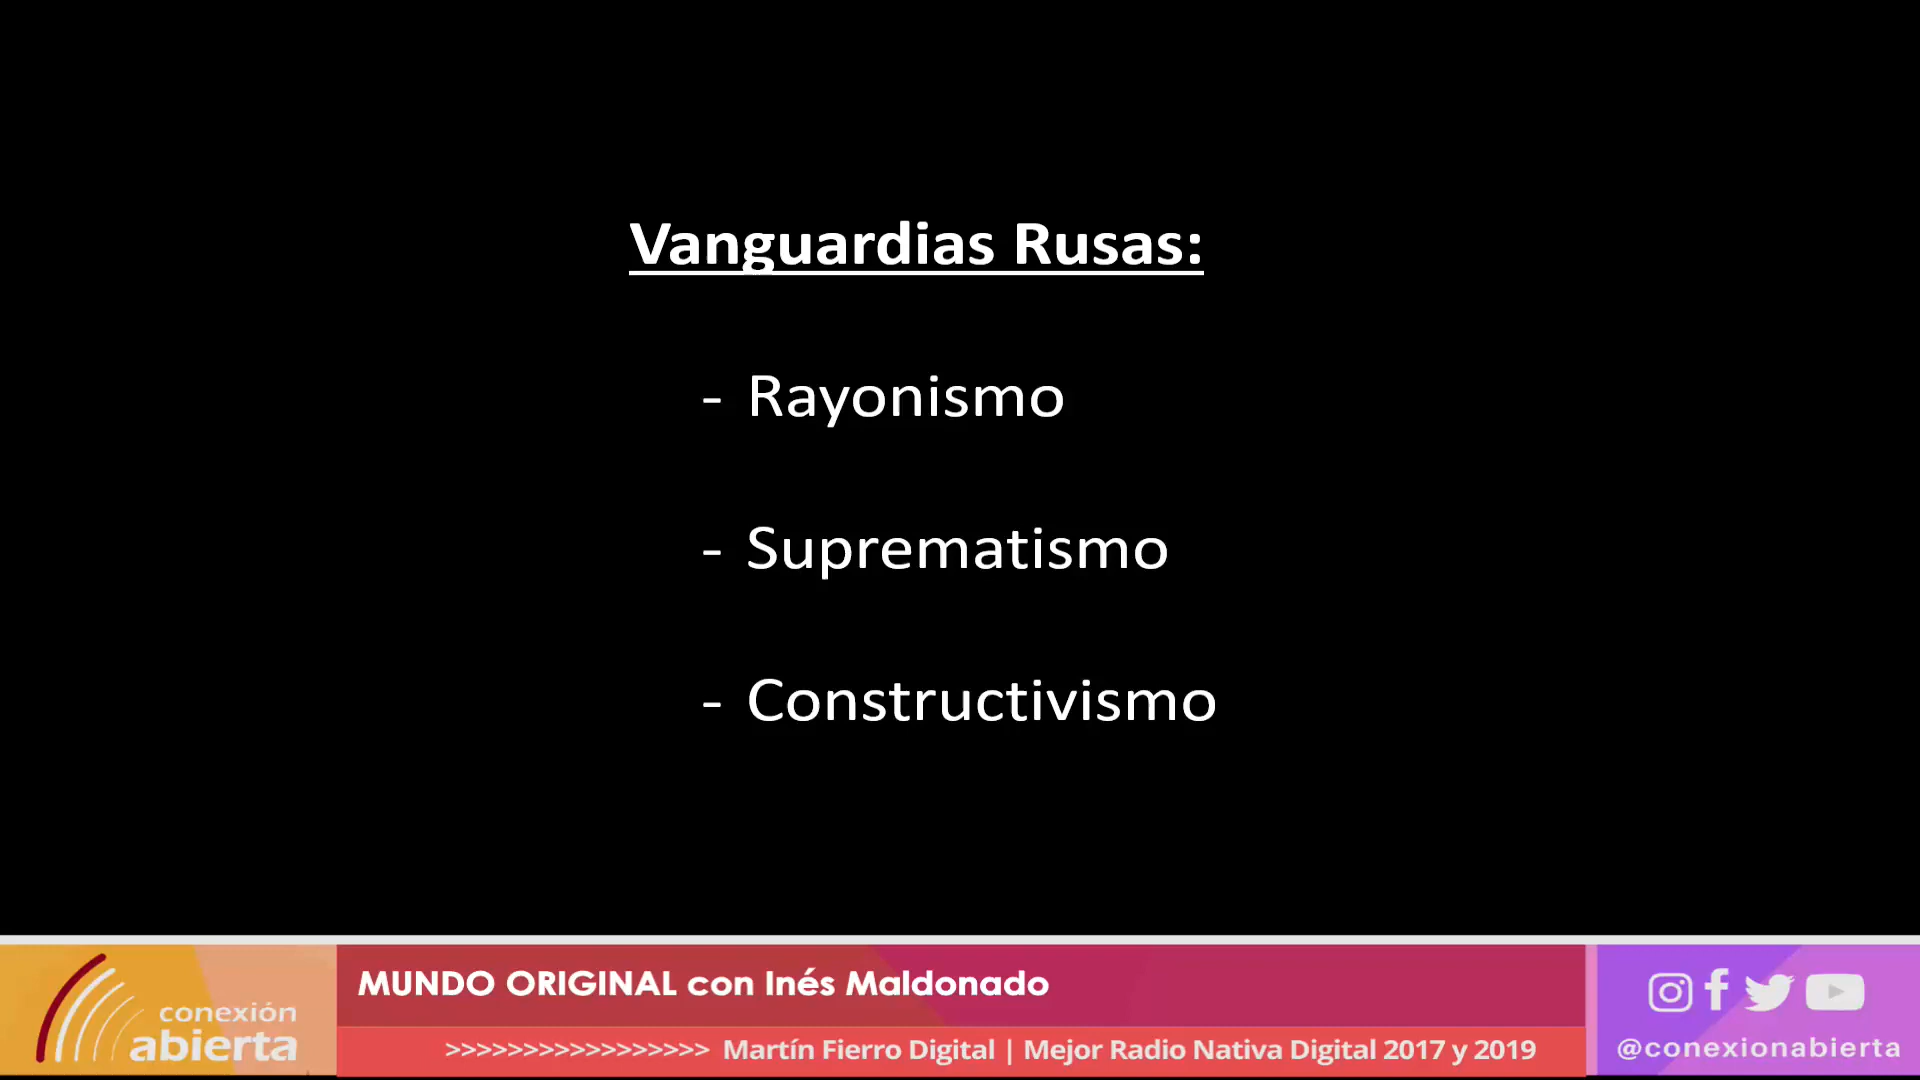 Vanguardias Rusas:
- Rayonismo
- Suprematismo
- Constructivismo
conexión
abierta
MUNDO ORIGINAL con Inés Maldonado
>>>>>>>>>>>>>>>>> Martín Fierro Digital | Mejor Radio Nativa Digital 2017 y 2019
@conexionabierta